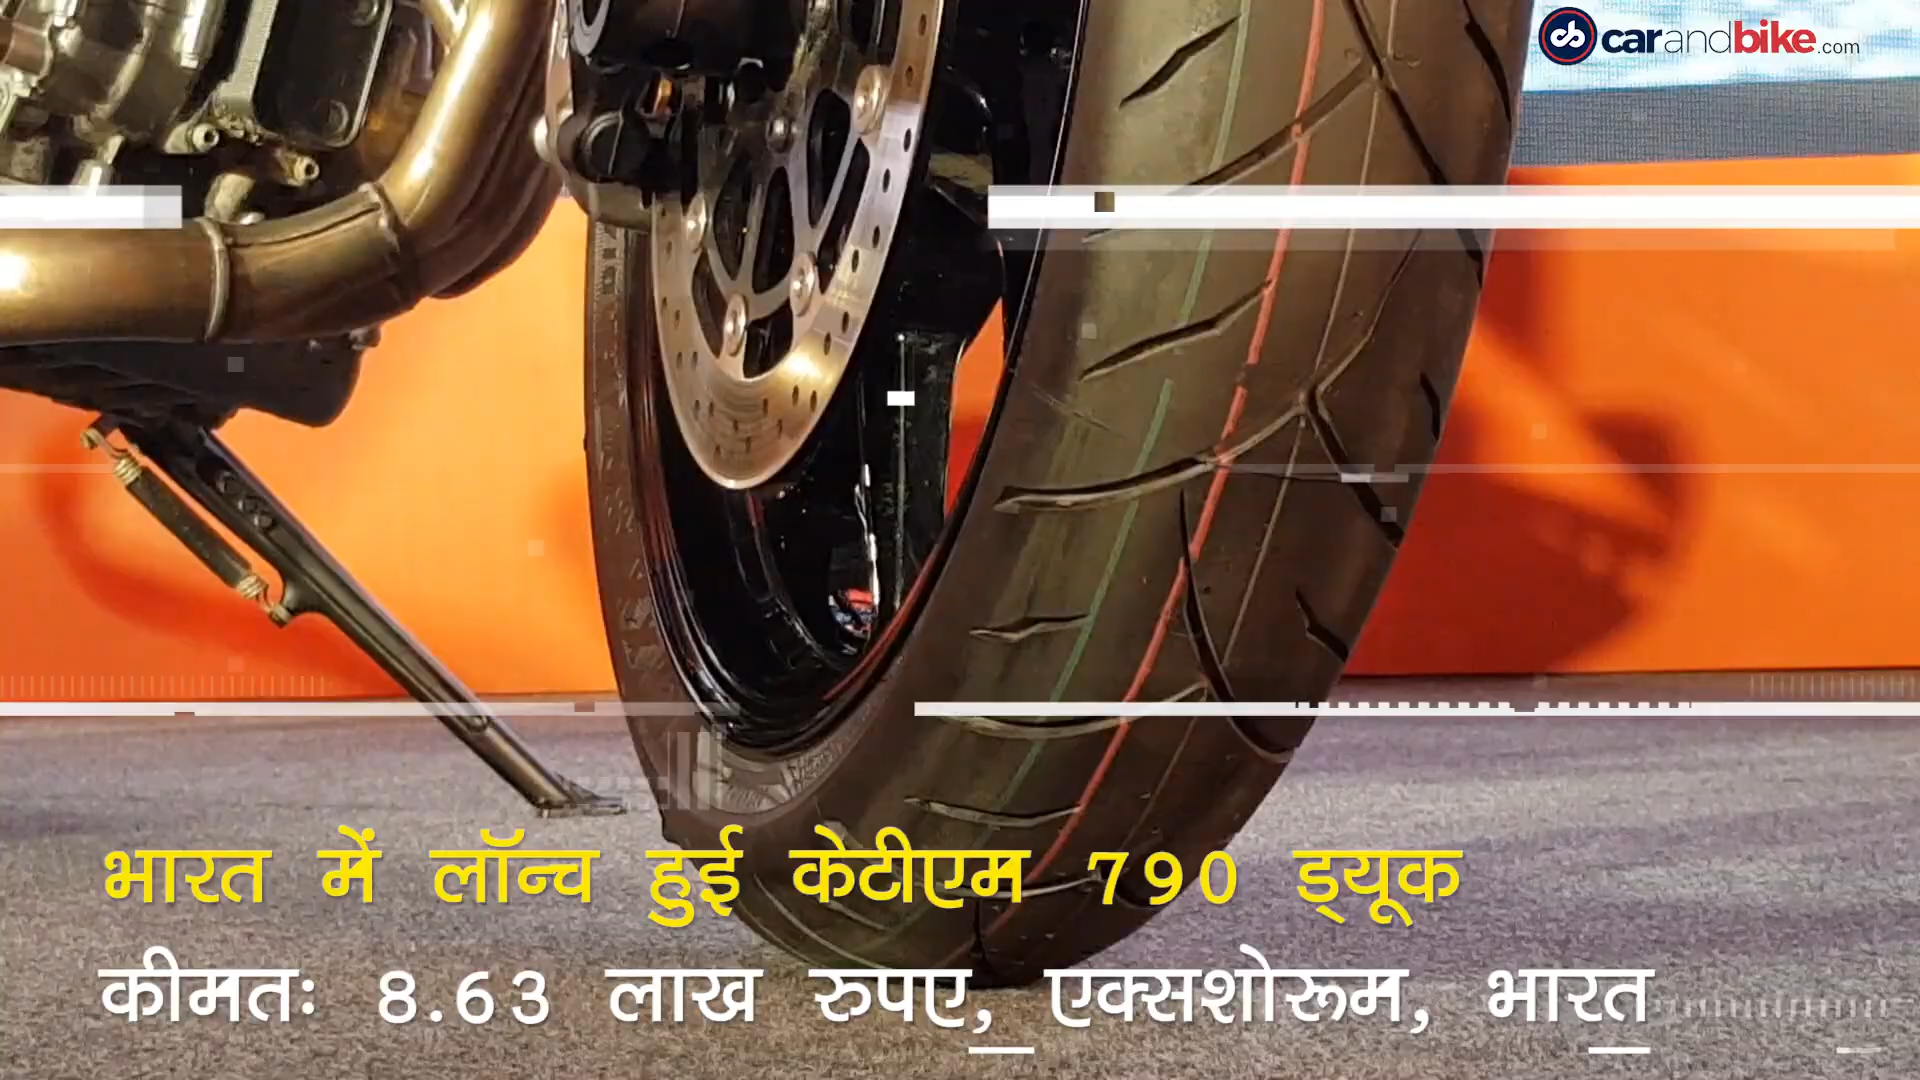 carandbike.com
भारत में लॉन्च हुई केटीएम 790 ड्यूक
कीमतः 8.63 लाख रुपए, एक्सशोरूम, भारत